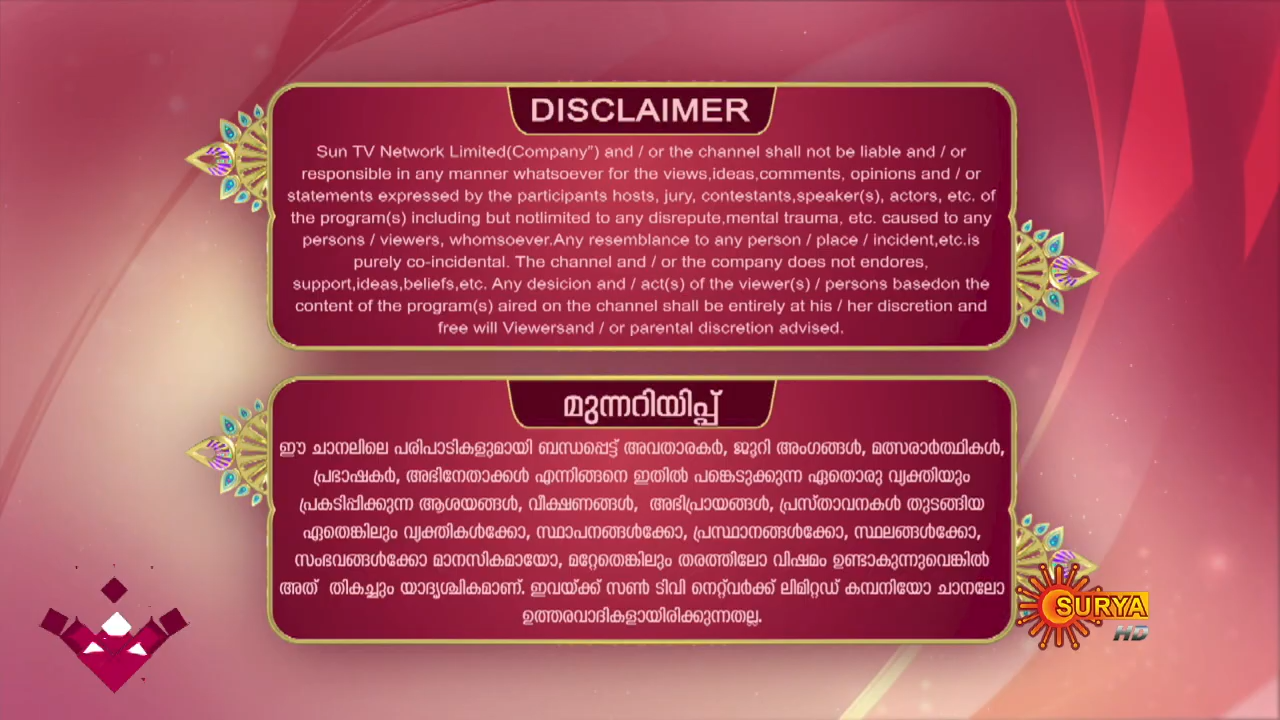 DISCLAIMER
Sun TV Network Limited(Company”) and / or the channel shall not be liable and / or
responsible in any manner whatsoever for the views,ideas,comments, opinions and / or
statements expressed by the participants hosts, jury, contestants,speaker(s), actors, etc. of
the program(s) including but notlimited to any disrepute,mental trauma, etc. caused to any
persons / viewers, whomsoever.Any resemblance to any person / place / incident,etc.is
purely co-incidental. The channel and / or the company does not endores,
support,ideas,beliefs,etc. Any desicion and / act(s) of the viewer(s) / persons basedon the
content of the program(s) aired on the channel shall be entirely at his / her discretion and
free will Viewersand / or parental discretion advised.
മുന്നറിയിപ്പ്
ഈ ചാനലിലെ പരിപാടികളുമായി ബന്ധപ്പെട്ട് അവതാരകർ, ജൂറി അംഗങ്ങൾ, മത്സരാർത്ഥികൾ,
പ്രഭാഷകർ, അഭിനേതാക്കൾ എന്നിങ്ങനെ ഇതിൽ പങ്കെടുക്കുന്ന ഏതൊരു വ്യക്തിയും
പ്രകടിപ്പിക്കുന്ന ആശയങ്ങൾ, വീക്ഷണങ്ങൾ, അഭിപ്രായങ്ങൾ, പ്രസ്താവനകൾ തുടങ്ങിയ
ഏതെങ്കിലും വ്യക്തികൾക്കോ, സ്ഥാപനങ്ങൾക്കോ, പ്രസ്ഥാനങ്ങൾക്കോ, സ്ഥലങ്ങൾക്കോ,
സംഭവങ്ങൾക്കോ മാനസികമായോ, മറ്റേതെങ്കിലും തരത്തിലോ വിഷമം ഉണ്ടാകുന്നുവെങ്കിൽ
അത് തികച്ചും യാദൃശ്ചികമാണ്. ഇവയ്ക്ക് സൺ ടിവി നെറ്റ്‌വർക്ക് ലിമിറ്റഡ് കമ്പനിയോ ചാനലോ
ഉത്തരവാദികളായിരിക്കുന്നതല്ല.
SURYA
HD